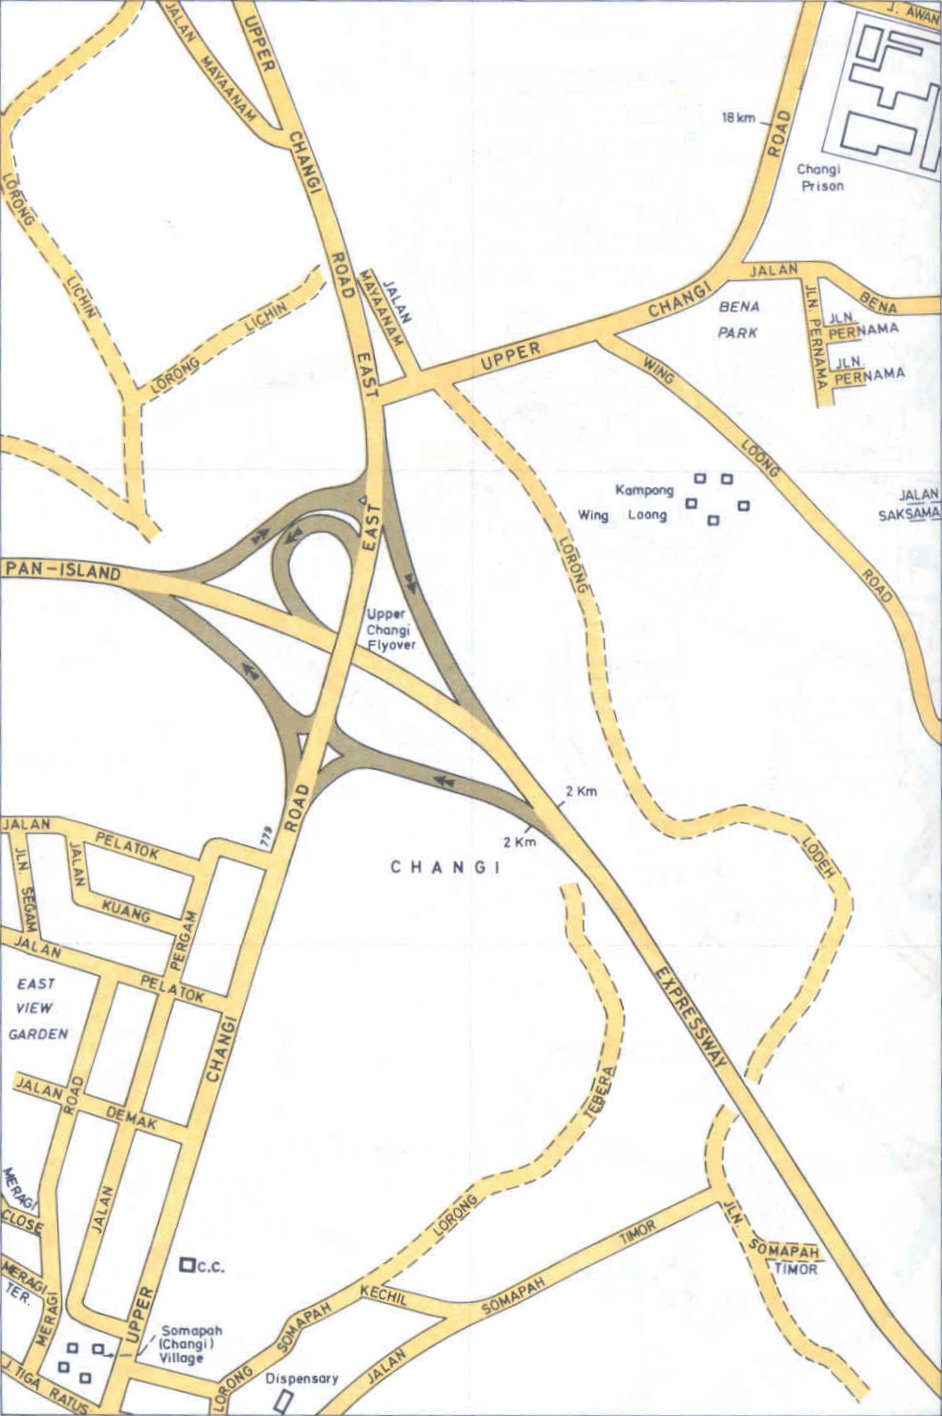 JALAN MAYAANAM
UPPER CHANGI ROAD EAST
J. AWAN
18 km
ROAD
Changi
Prison
LORONG LICHIN
LORONG LICHIN
JALAN
MAYAANAM
UPPER CHANGI
JALAN BENA
BENA
PARK
JLN. PERNAMA
JLN.
PERNAMA
JLN.
PERNAMA
WING LOONG ROAD
Kampong
Wing Loong
JALAN
SAKSAMA
PAN-ISLAND
EAST
LORONG
Upper
Changi
Flyover
2 Km
2 Km
ROAD
779
CHANGI
LODEH
JALAN
PELATOK
JLN. SEGAM
JALAN
KUANG
PERGAM
JALAN
PELATOK
EAST
VIEW
GARDEN
CHANGI
EXPRESSWAY
JALAN
ROAD
DEMAK
TEBERA
LORONG
MERAGI
CLOSE
JALAN
MERAGI
TER.
MERAGI
C.C.
UPPER
Somapah
(Changi)
Village
J. TIGA RATUS
LORONG SOMAPAH
KECHIL
JALAN
SOMAPAH
TIMOR
Dispensary
JLN.
SOMAPAH
TIMOR